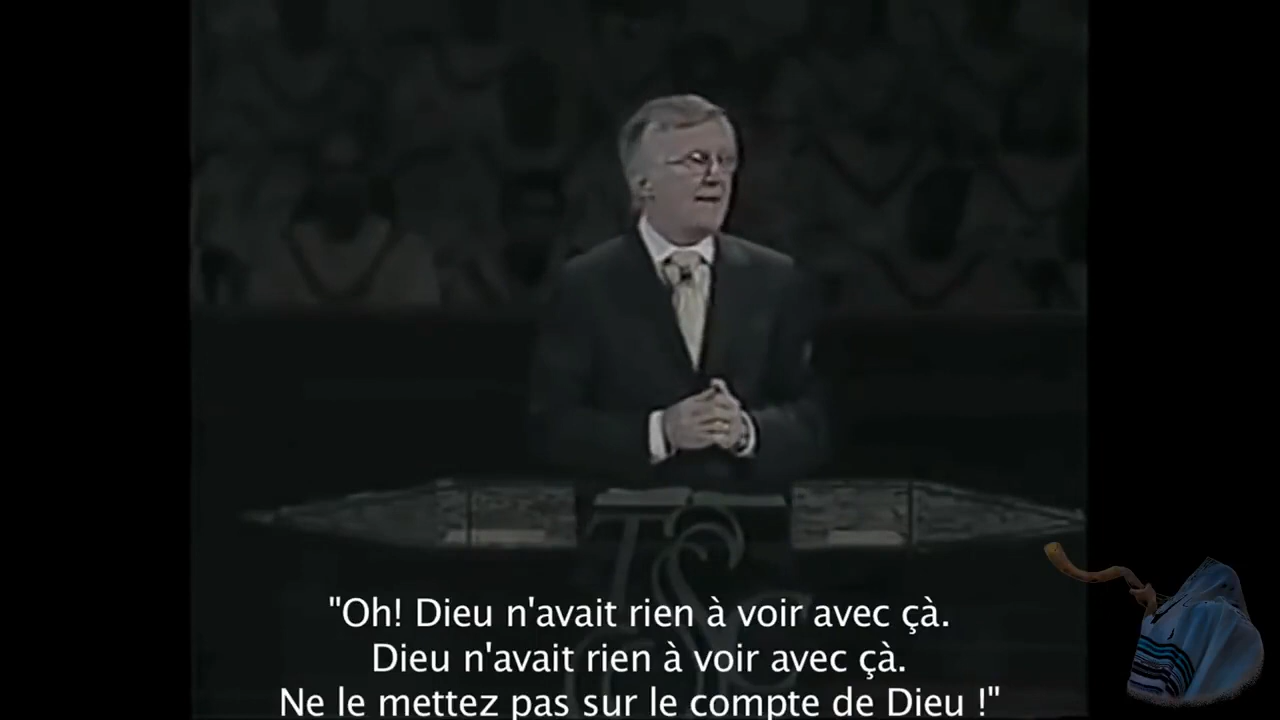 TSC
"Oh! Dieu n'avait rien à voir avec çà.
Dieu n'avait rien à voir avec çà.
Ne le mettez pas sur le compte de Dieu !"